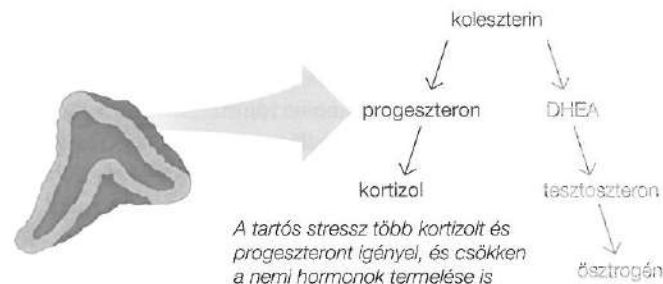 koleszterin
progeszteron DHEA
kortizol tesztoszteron
A tartós stressz több kortizolt és
progeszteront igényel, és csökken
a nemi hormonok termelése is
ösztrogén